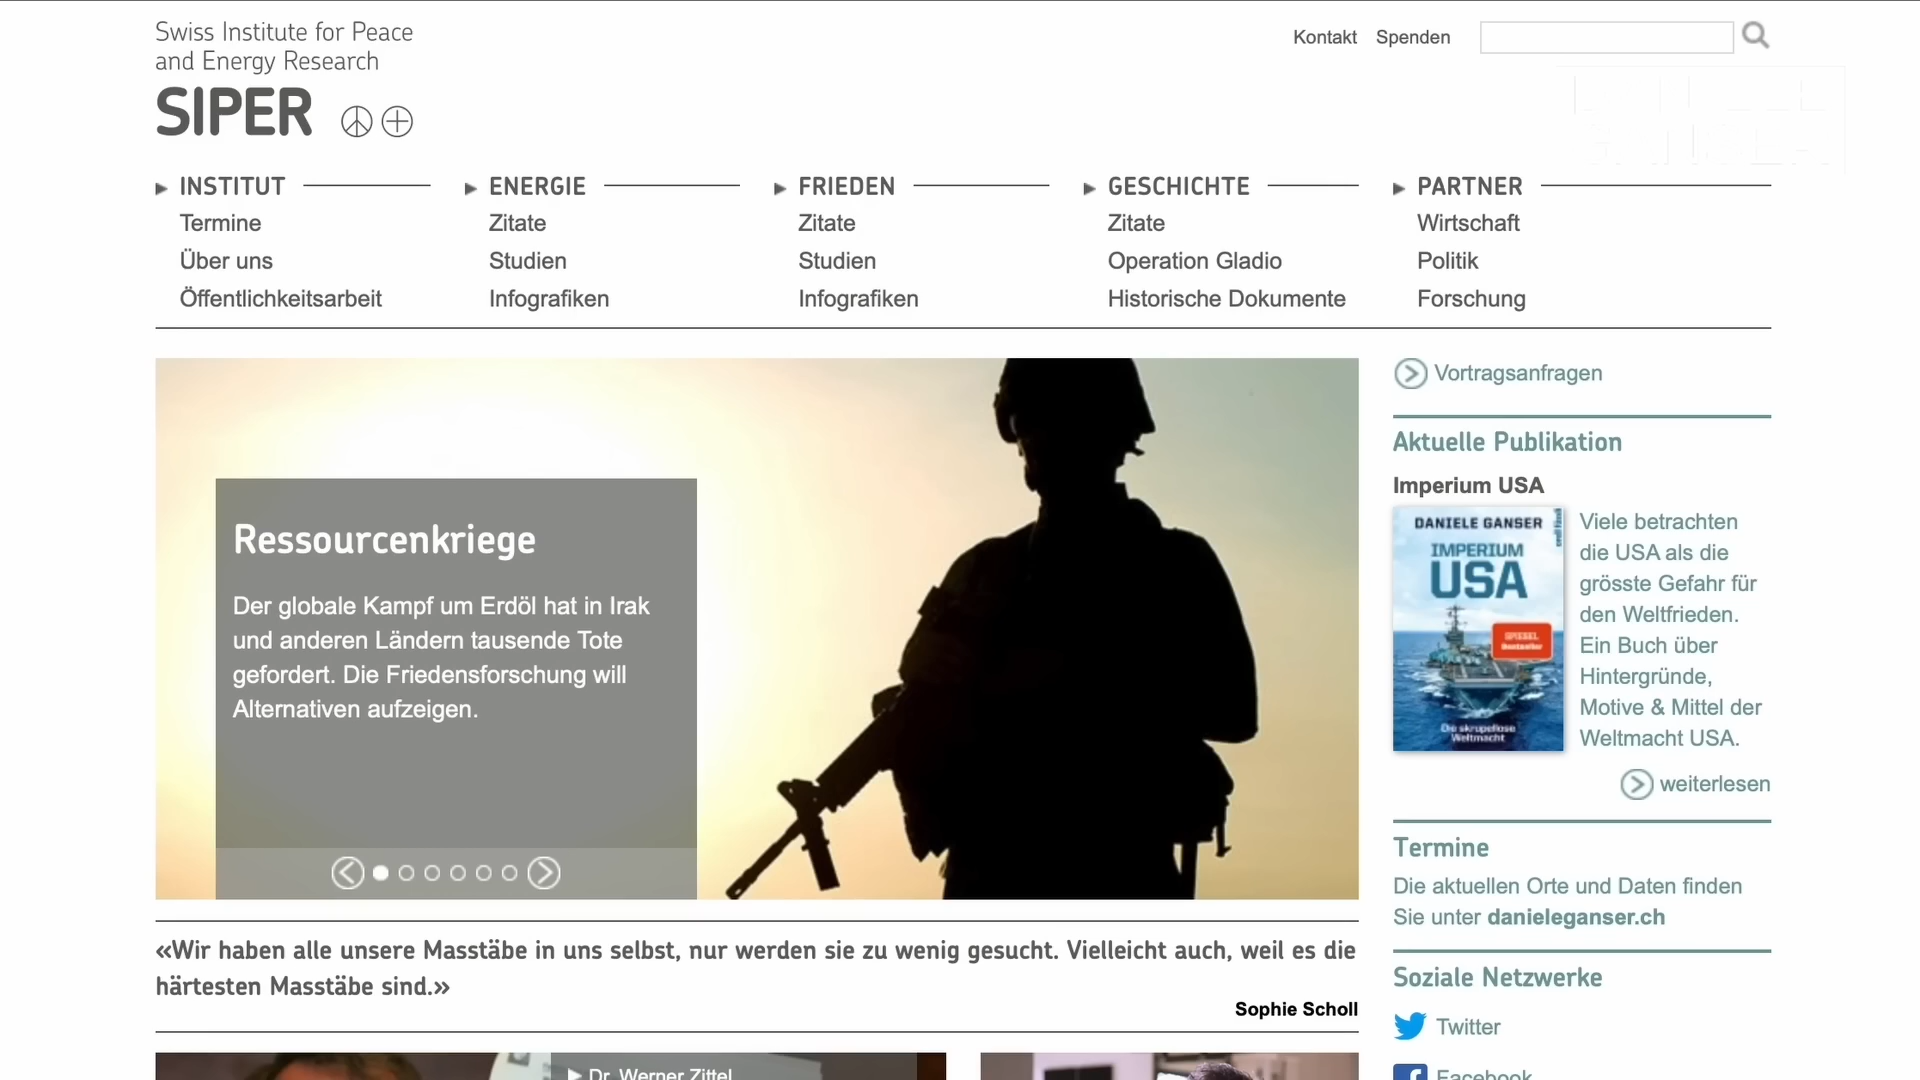 Swiss Institute for Peace
and Energy Research
SIPER
Kontakt Spenden
INSTITUT
Termine
Über uns
Öffentlichkeitsarbeit
ENERGIE
Zitate
Studien
Infografiken
FRIEDEN
Zitate
Studien
Infografiken
GESCHICHTE
Zitate
Operation Gladio
Historische Dokumente
PARTNER
Wirtschaft
Politik
Forschung
Ressourcenkriege
Der globale Kampf um Erdöl hat in Irak
und anderen Ländern tausende Tote
gefordert. Die Friedensforschung will
Alternativen aufzeigen.
«Wir haben alle unsere Masstäbe in uns selbst, nur werden sie zu wenig gesucht. Vielleicht auch, weil es die
härtesten Masstäbe sind.»
Sophie Scholl
Dr. Werner Zittel
Vortragsanfragen
Aktuelle Publikation
Imperium USA
DANIELE GANSER
IMPERIUM
USA
SPIEGEL
Bestseller
Die skrupellose
Weltmacht
Viele betrachten
die USA als die
grösste Gefahr für
den Weltfrieden.
Ein Buch über
Hintergründe,
Motive & Mittel der
Weltmacht USA.
weiterlesen
Termine
Die aktuellen Orte und Daten finden
Sie unter danieleganser.ch
Soziale Netzwerke
Twitter
Facebook